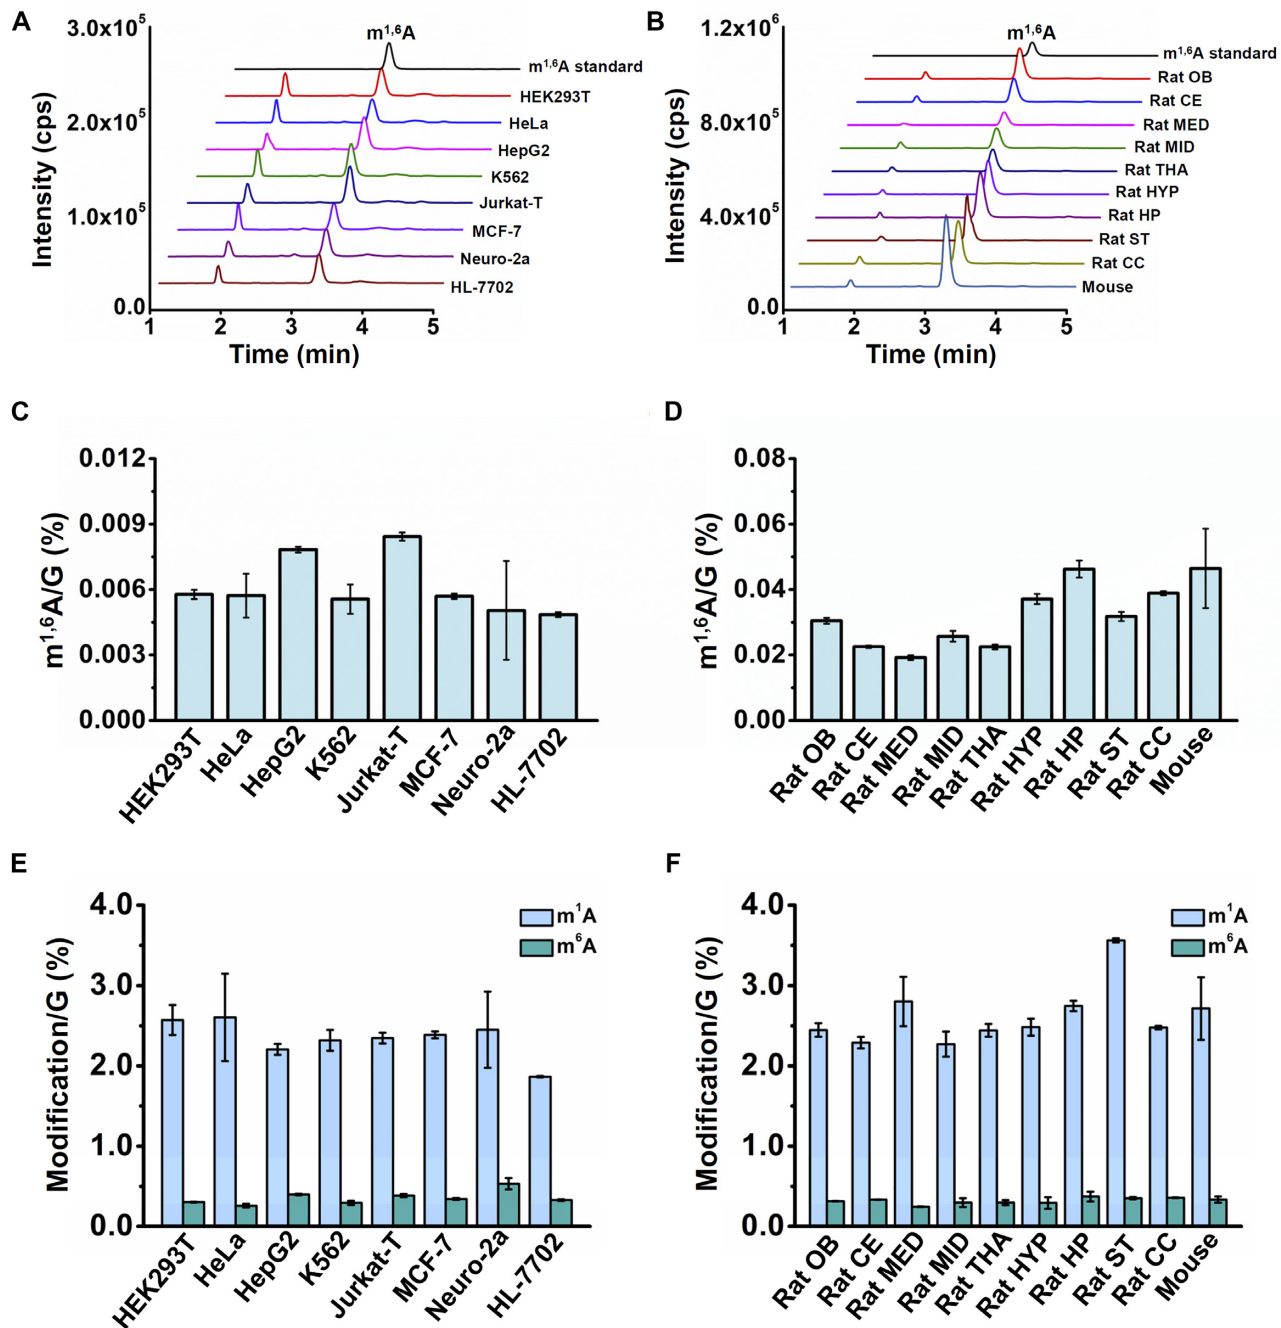 A
3.0x10⁵
2.0x10⁵
1.0x10⁵
0.0
Intensity (cps)
m¹,⁶A
m¹,⁶A standard
HEK293T
HeLa
HepG2
K562
Jurkat-T
MCF-7
Neuro-2a
HL-7702
1 2 3 4 5
Time (min)
B
1.2x10⁶
8.0x10⁵
4.0x10⁵
0.0
Intensity (cps)
m¹,⁶A
m¹,⁶A standard
Rat OB
Rat CE
Rat MED
Rat MID
Rat THA
Rat HYP
Rat HP
Rat ST
Rat CC
Mouse
1 2 3 4 5
Time (min)
C
0.012
0.009
0.006
0.003
0.000
m¹,⁶A/G (%)
HEK293T
HeLa
HepG2
K562
Jurkat-T
MCF-7
Neuro-2a
HL-7702
D
0.08
0.06
0.04
0.02
0.00
m¹,⁶A/G (%)
Rat OB
Rat CE
Rat MED
Rat MID
Rat THA
Rat HYP
Rat HP
Rat ST
Rat CC
Mouse
E
4.0
3.0
2.0
1.0
0.0
Modification/G (%)
m¹A
m⁶A
HEK293T
HeLa
HepG2
K562
Jurkat-T
MCF-7
Neuro-2a
HL-7702
F
4.0
3.0
2.0
1.0
0.0
Modification/G (%)
m¹A
m⁶A
Rat OB
Rat CE
Rat MED
Rat MID
Rat THA
Rat HYP
Rat HP
Rat ST
Rat CC
Mouse